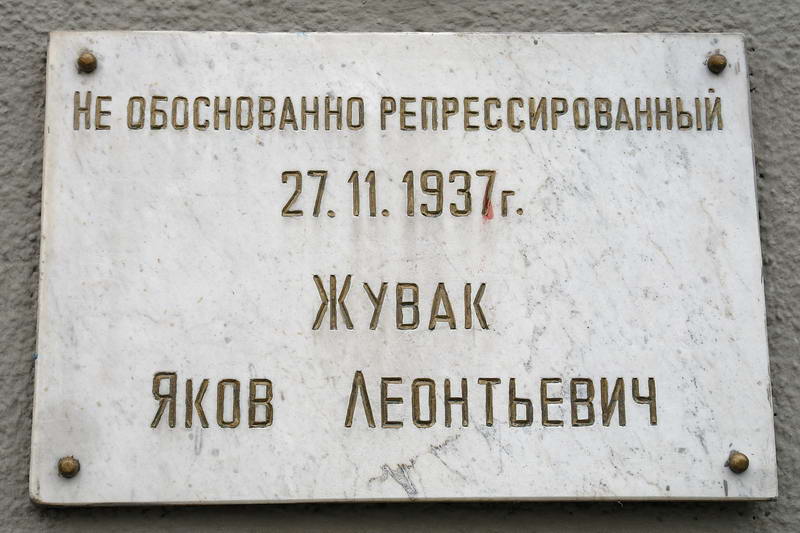 Не обоснованно репрессированный
27.11.1937г.
Жувак
Яков Леонтьевич